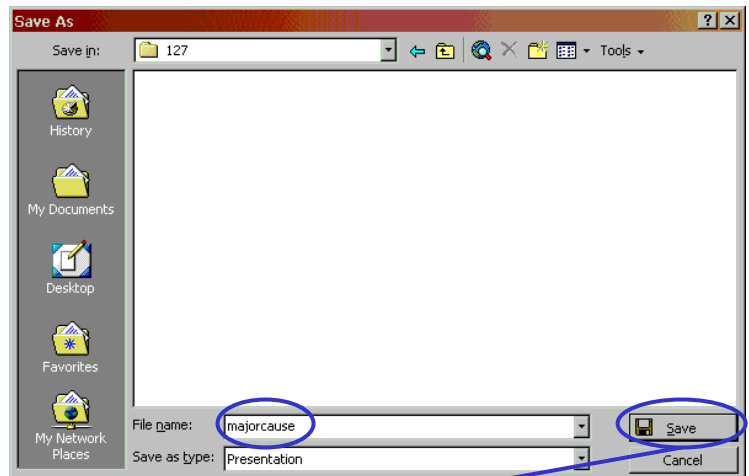 Save As
Save in: 127 Tools
History
My Documents
Desktop
Favorites
My Network
Places
File name: majorcause Save
Save as type: Presentation Cancel